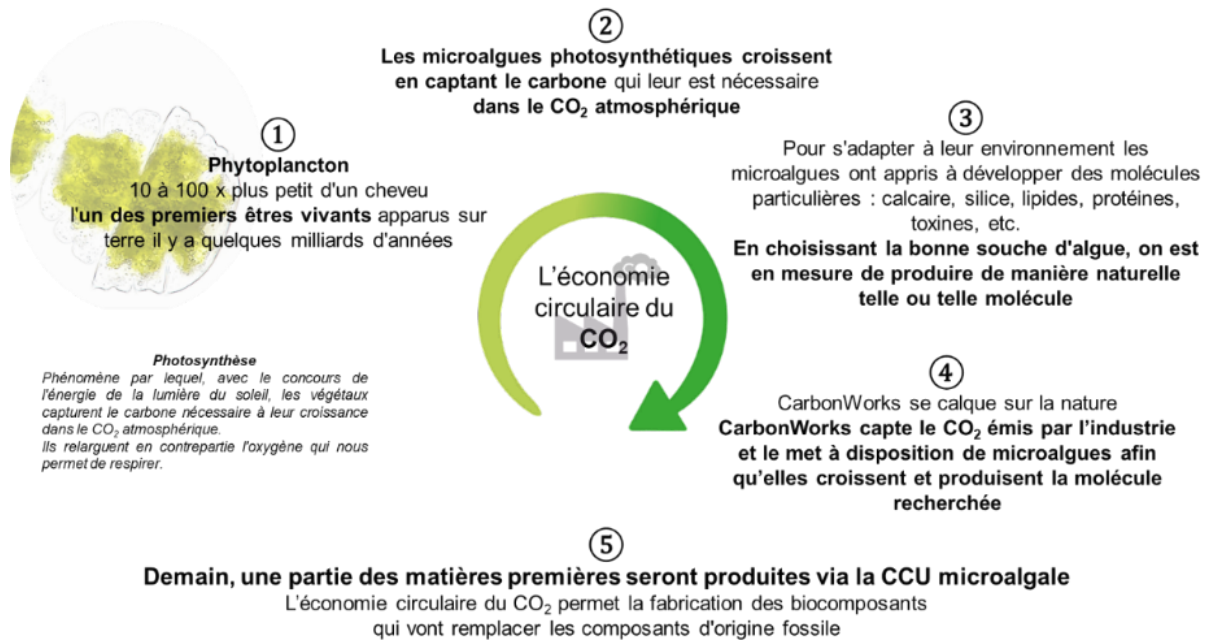 ②
Les microalgues photosynthétiques croissent
en captant le carbone qui leur est nécessaire
dans le CO₂ atmosphérique
①
Phytoplancton
10 à 100 x plus petit d'un cheveu
l'un des premiers êtres vivants apparus sur
terre il y a quelques milliards d'années
③
Pour s'adapter à leur environnement les
microalgues ont appris à développer des molécules
particulières : calcaire, silice, lipides, protéines,
toxines, etc.
En choisissant la bonne souche d'algue, on est
en mesure de produire de manière naturelle
telle ou telle molécule
L'économie
circulaire du
CO₂
Photosynthèse
Phénomène par lequel, avec le concours de
l'énergie de la lumière du soleil, les végétaux
capturent le carbone nécessaire à leur croissance
dans le CO₂ atmosphérique.
Ils relarguent en contrepartie l'oxygène qui nous
permet de respirer.
④
CarbonWorks se calque sur la nature
CarbonWorks capte le CO₂ émis par l'industrie
et le met à disposition de microalgues afin
qu'elles croissent et produisent la molécule
recherchée
⑤
Demain, une partie des matières premières seront produites via la CCU microalgale
L'économie circulaire du CO₂ permet la fabrication des biocomposants
qui vont remplacer les composants d'origine fossile